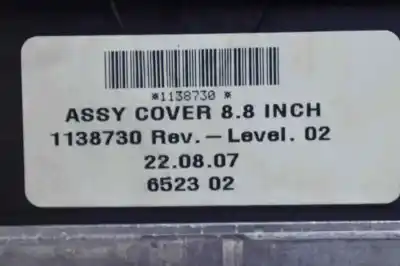 *1138730*
ASSY COVER 8.8 INCH
1138730 Rev. – Level. 02
22.08.07
6523 02